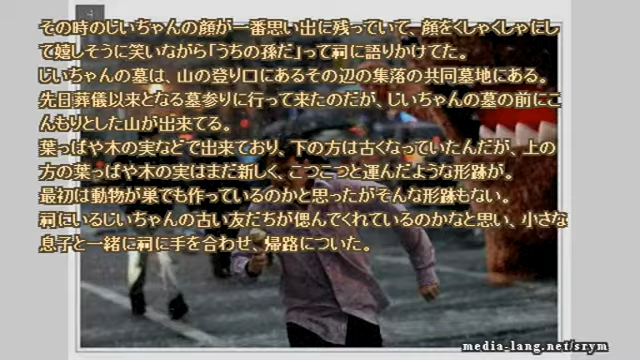 その時のじいちゃんの顔が一番思い出に残っていて、顔をくしゃくしゃにし
て嬉しそうに笑いながら「うちの孫だ」って祠に語りかけてた。
じいちゃんの墓は、山の登り口にあるその辺の集落の共同墓地にある。
先日葬儀以来となる墓参りに行って来たのだが、じいちゃんの墓の前にこ
んもりとした山が出来てる。
葉っぱや木の実などで出来ており、下の方は古くなっていたんだが、上の
方の葉っぱや木の実はまだ新しく、こつこつと運んだような形跡が。
最初は動物が巣でも作っているのかと思ったがそんな形跡もない。
祠にいるじいちゃんの古い友だちが偲んでくれているのかなと思い、小さな
息子と一緒に祠に手を合わせ、帰路についた。
media-lang.net/srym